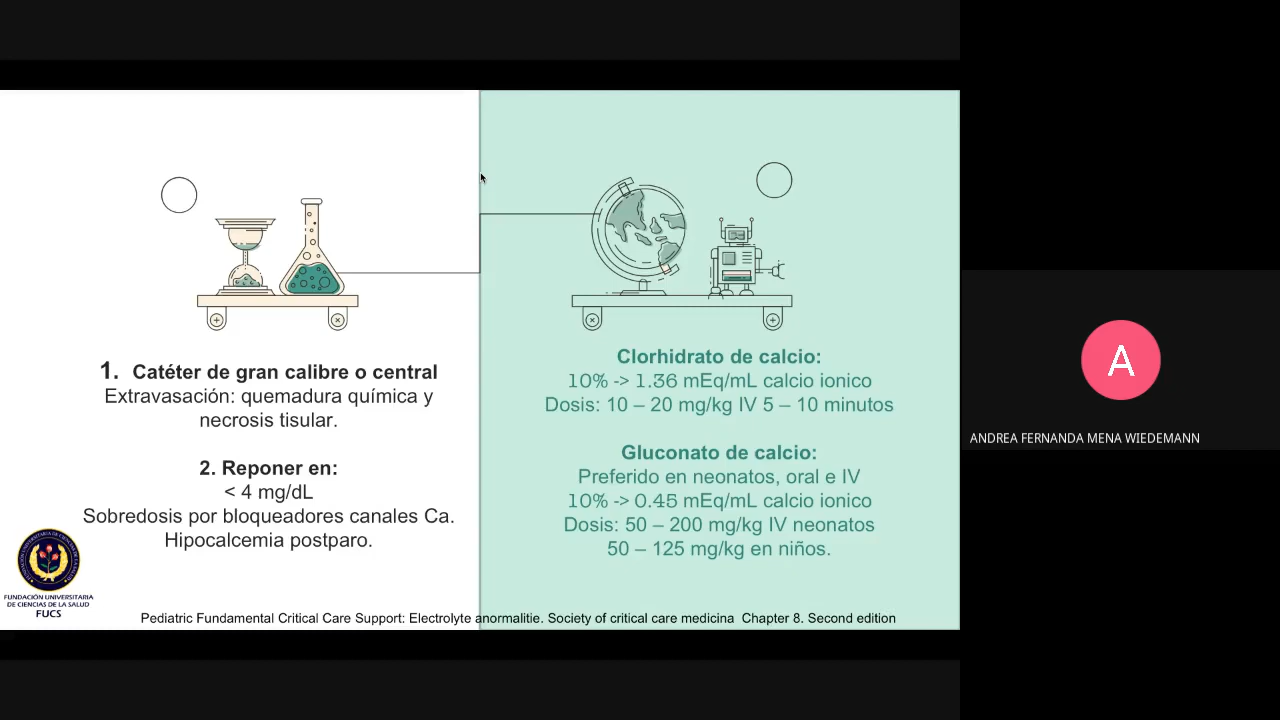 1. Catéter de gran calibre o central
Extravasación: quemadura química y
necrosis tisular.
2. Reponer en:
< 4 mg/dL
Sobredosis por bloqueadores canales Ca.
Hipocalcemia postparo.
Clorhidrato de calcio:
10% -> 1.36 mEq/mL calcio ionico
Dosis: 10 – 20 mg/kg IV 5 – 10 minutos
Gluconato de calcio:
Preferido en neonatos, oral e IV
10% -> 0.45 mEq/mL calcio ionico
Dosis: 50 – 200 mg/kg IV neonatos
50 – 125 mg/kg en niños.
FUNDACIÓN UNIVERSITARIA
DE CIENCIAS DE LA SALUD
FUCS
Pediatric Fundamental Critical Care Support: Electrolyte anormalitie. Society of critical care medicina Chapter 8. Second edition
A
ANDREA FERNANDA MENA WIEDEMANN